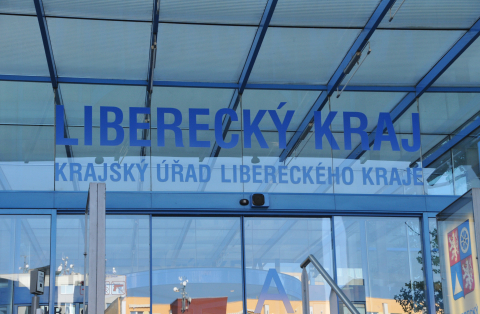 LIBERECKÝ KRAJ
KRAJSKÝ ÚŘAD LIBERECKÉHO KRAJE